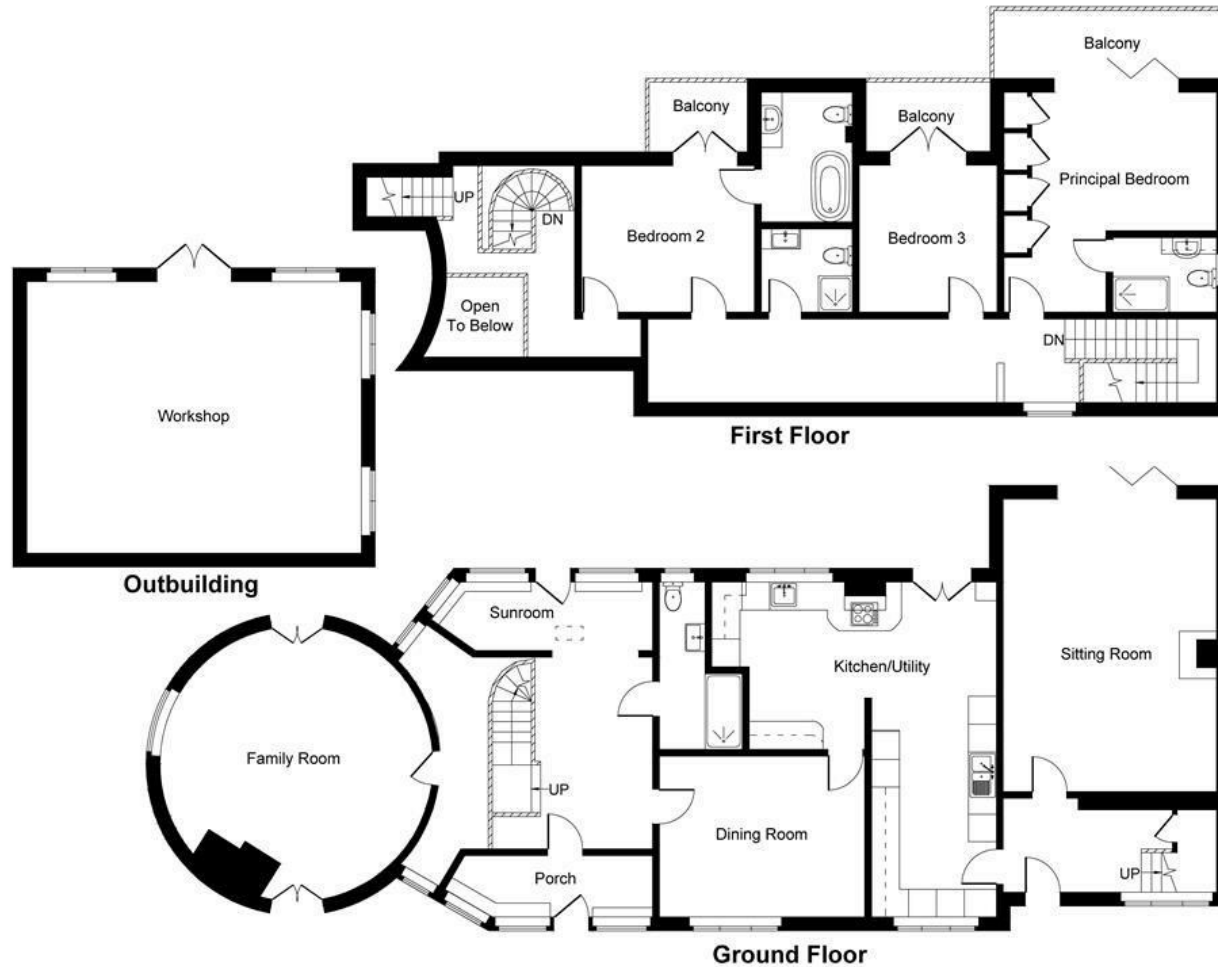 Balcony
Balcony
Balcony
UP
DN
Principal Bedroom
Bedroom 2
Bedroom 3
Open
To Below
DN
Workshop
First Floor
Outbuilding
Sunroom
Kitchen/Utility
Sitting Room
Family Room
UP
Dining Room
Porch
UP
Ground Floor